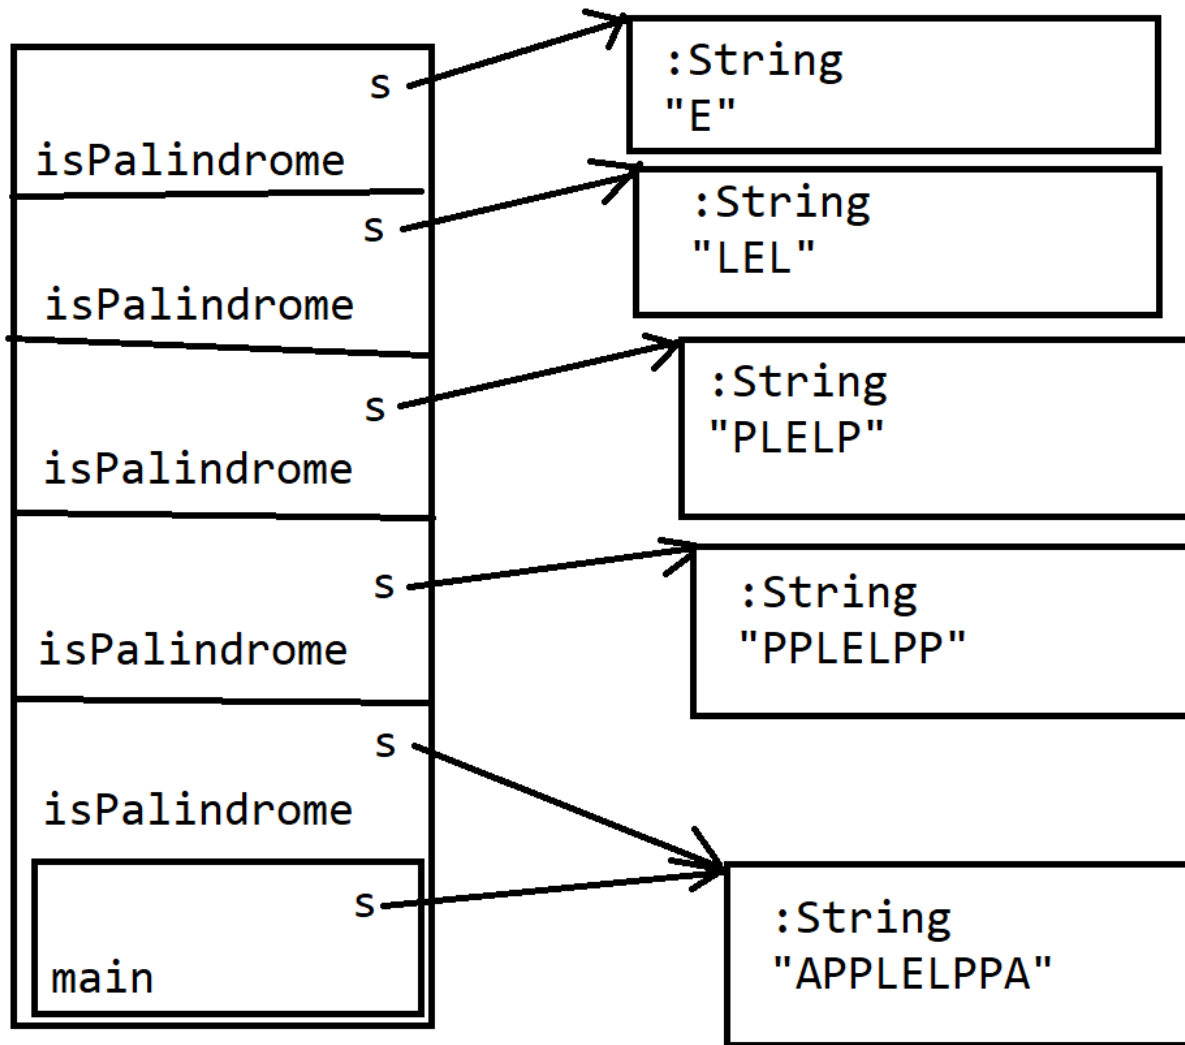 s
:String
"E"
isPalindrome
s
:String
"LEL"
isPalindrome
s
:String
"PLELP"
isPalindrome
s
:String
"PPLELPP"
isPalindrome
s
isPalindrome
s
:String
"APPLELPPA"
main